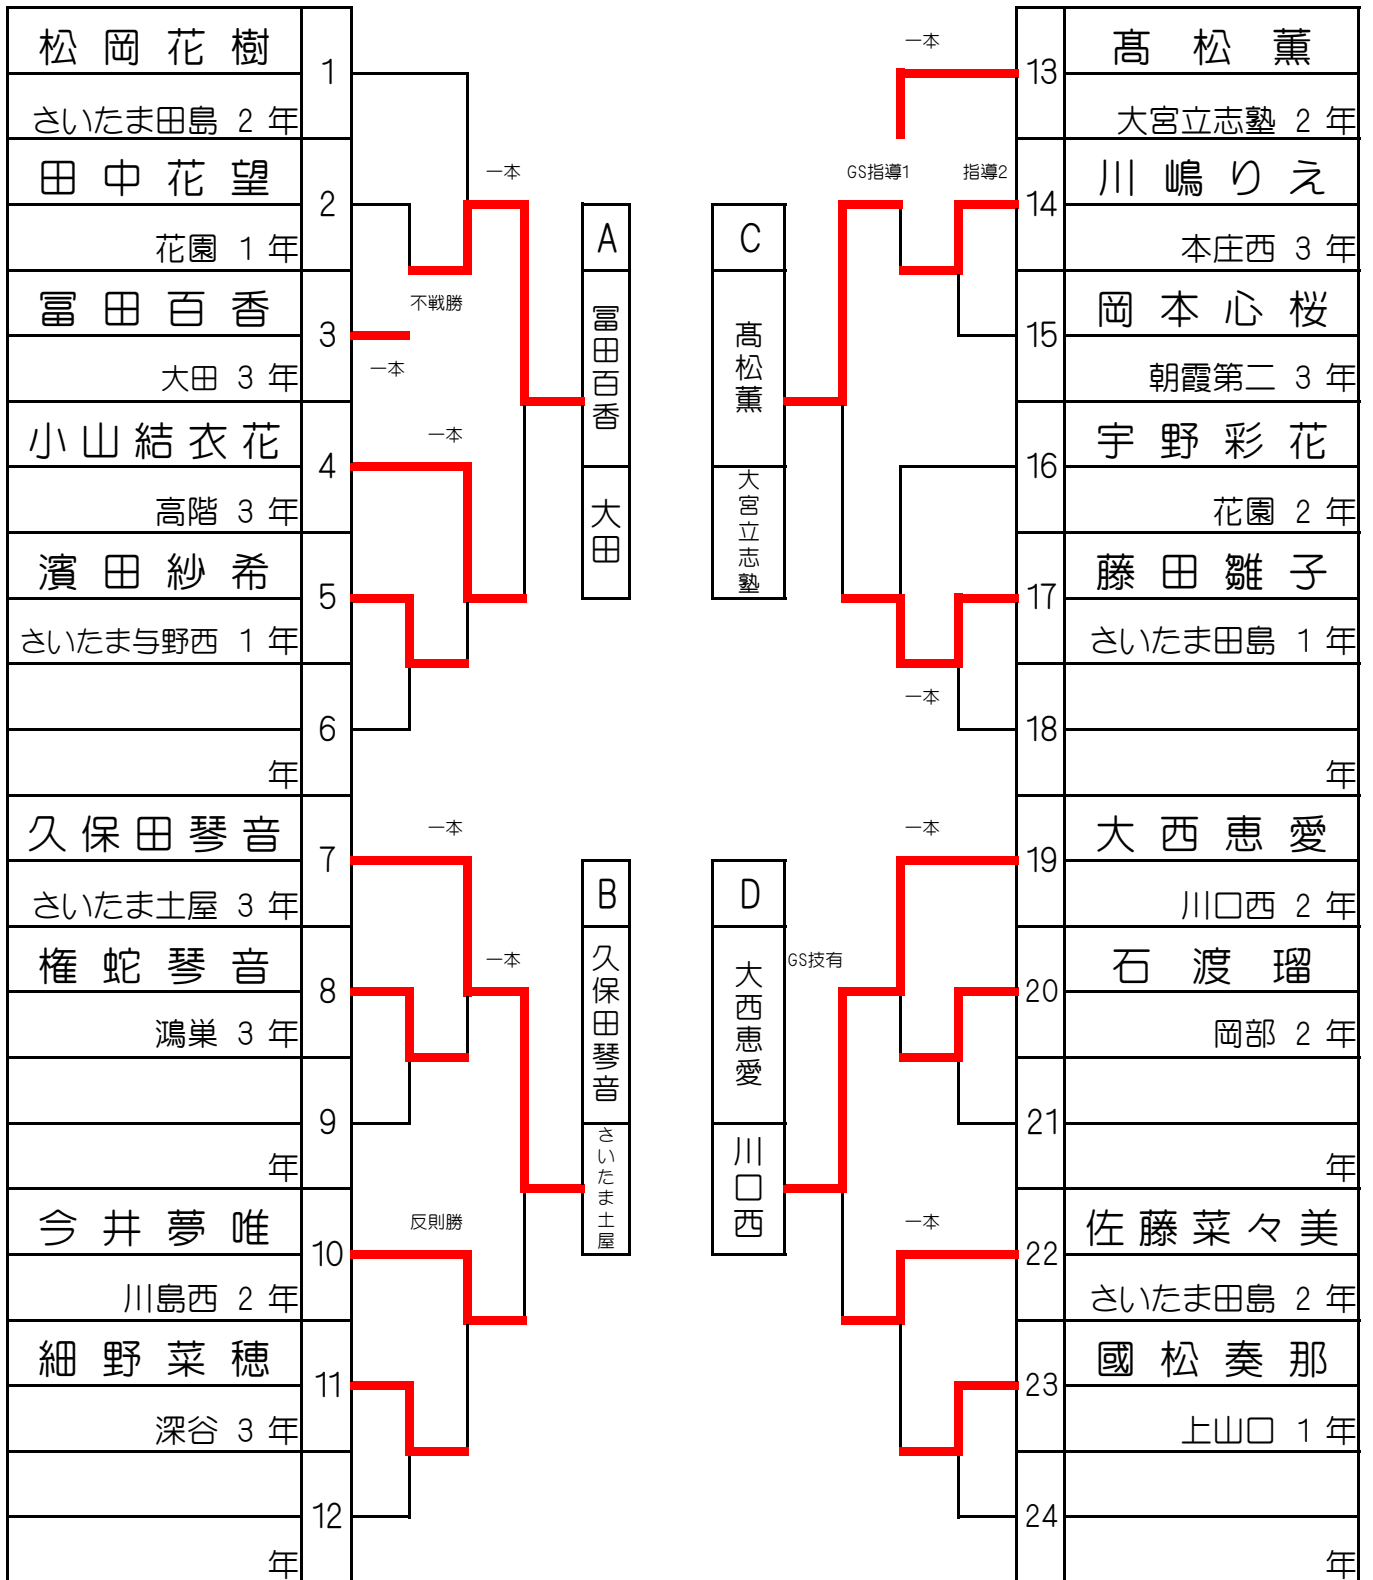 松岡花樹
1
さいたま田島 2 年
田中花望
2
花園 1 年
冨田百香
3
大田 3 年
小山結衣花
4
高階 3 年
濱田紗希
5
さいたま与野西 1 年
6
年
久保田琴音
7
さいたま土屋 3 年
権蛇琴音
8
鴻巣 3 年
9
年
今井夢唯
10
川島西 2 年
細野菜穂
11
深谷 3 年
12
年
一本
不戦勝
一本
一本
一本
一本
反則勝
A
冨田百香
大田
B
久保田琴音
さいたま土屋
C
髙松薫
大宮立志塾
D
大西恵愛
川口西
一本
GS指導1
指導2
一本
一本
GS技有
一本
髙松薫
13
大宮立志塾 2 年
川嶋りえ
14
本庄西 3 年
岡本心桜
15
朝霞第二 3 年
宇野彩花
16
花園 2 年
藤田雛子
17
さいたま田島 1 年
18
年
大西恵愛
19
川口西 2 年
石渡瑠
20
岡部 2 年
21
年
佐藤菜々美
22
さいたま田島 2 年
國松奏那
23
上山口 1 年
24
年